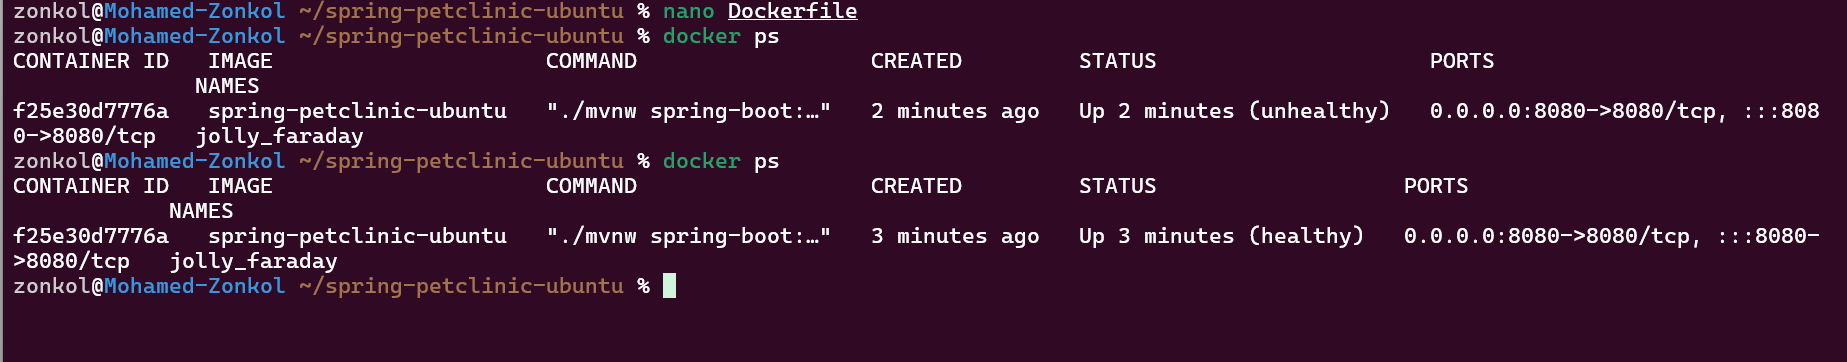 zonkol@Mohamed-Zonkol ~/spring-petclinic-ubuntu % nano Dockerfile
zonkol@Mohamed-Zonkol ~/spring-petclinic-ubuntu % docker ps
CONTAINER ID   IMAGE                     COMMAND                  CREATED         STATUS                     PORTS
              NAMES
f25e30d7776a   spring-petclinic-ubuntu   "./mvnw spring-boot:…"   2 minutes ago   Up 2 minutes (unhealthy)   0.0.0.0:8080->8080/tcp, :::808
0->8080/tcp   jolly_faraday
zonkol@Mohamed-Zonkol ~/spring-petclinic-ubuntu % docker ps
CONTAINER ID   IMAGE                     COMMAND                  CREATED         STATUS                   PORTS
            NAMES
f25e30d7776a   spring-petclinic-ubuntu   "./mvnw spring-boot:…"   3 minutes ago   Up 3 minutes (healthy)   0.0.0.0:8080->8080/tcp, :::8080-
>8080/tcp   jolly_faraday
zonkol@Mohamed-Zonkol ~/spring-petclinic-ubuntu %